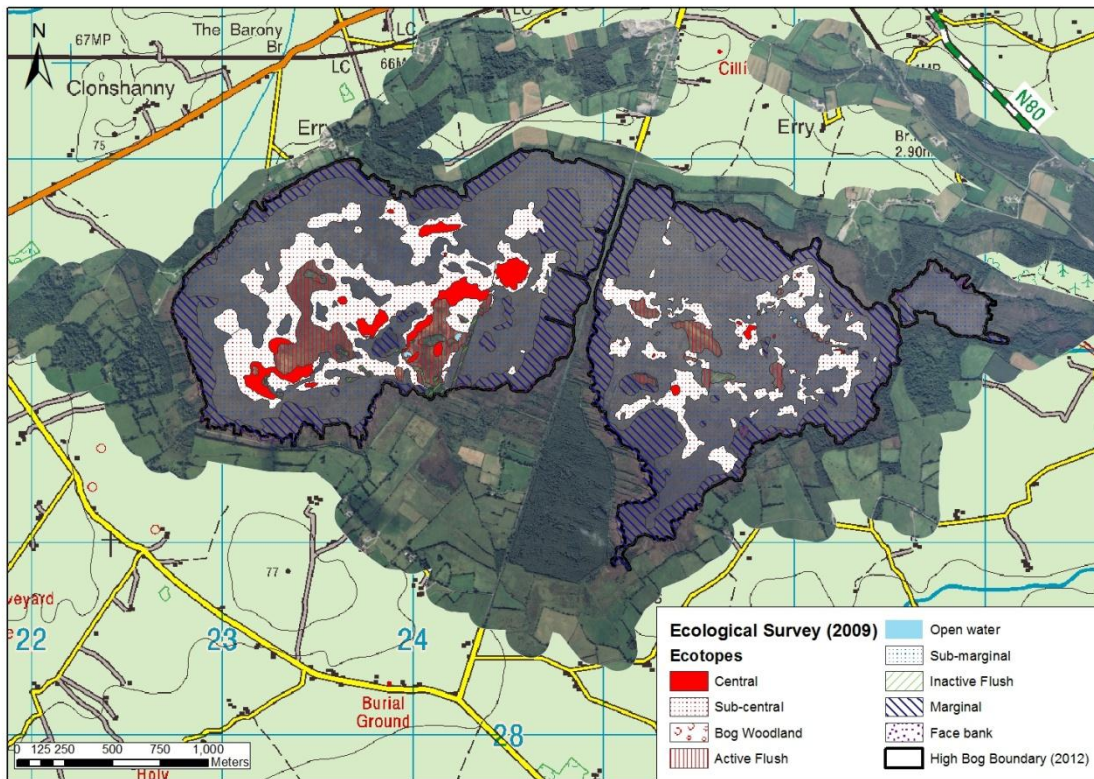 N
67MP
The Barony
Br
LC
LC
66M
LC
Clonshanny
0
75
Erry
Cilli
Erry
N80
MP
Br.
2.90m
veyard
22
23
24
77
28
Burial
Ground
Holy
0 125 250 500 750 1,000
Meters
Ecological Survey (2009)
Ecotopes
Central
Sub-central
Bog Woodland
Active Flush
Open water
Sub-marginal
Inactive Flush
Marginal
Face bank
High Bog Boundary (2012)